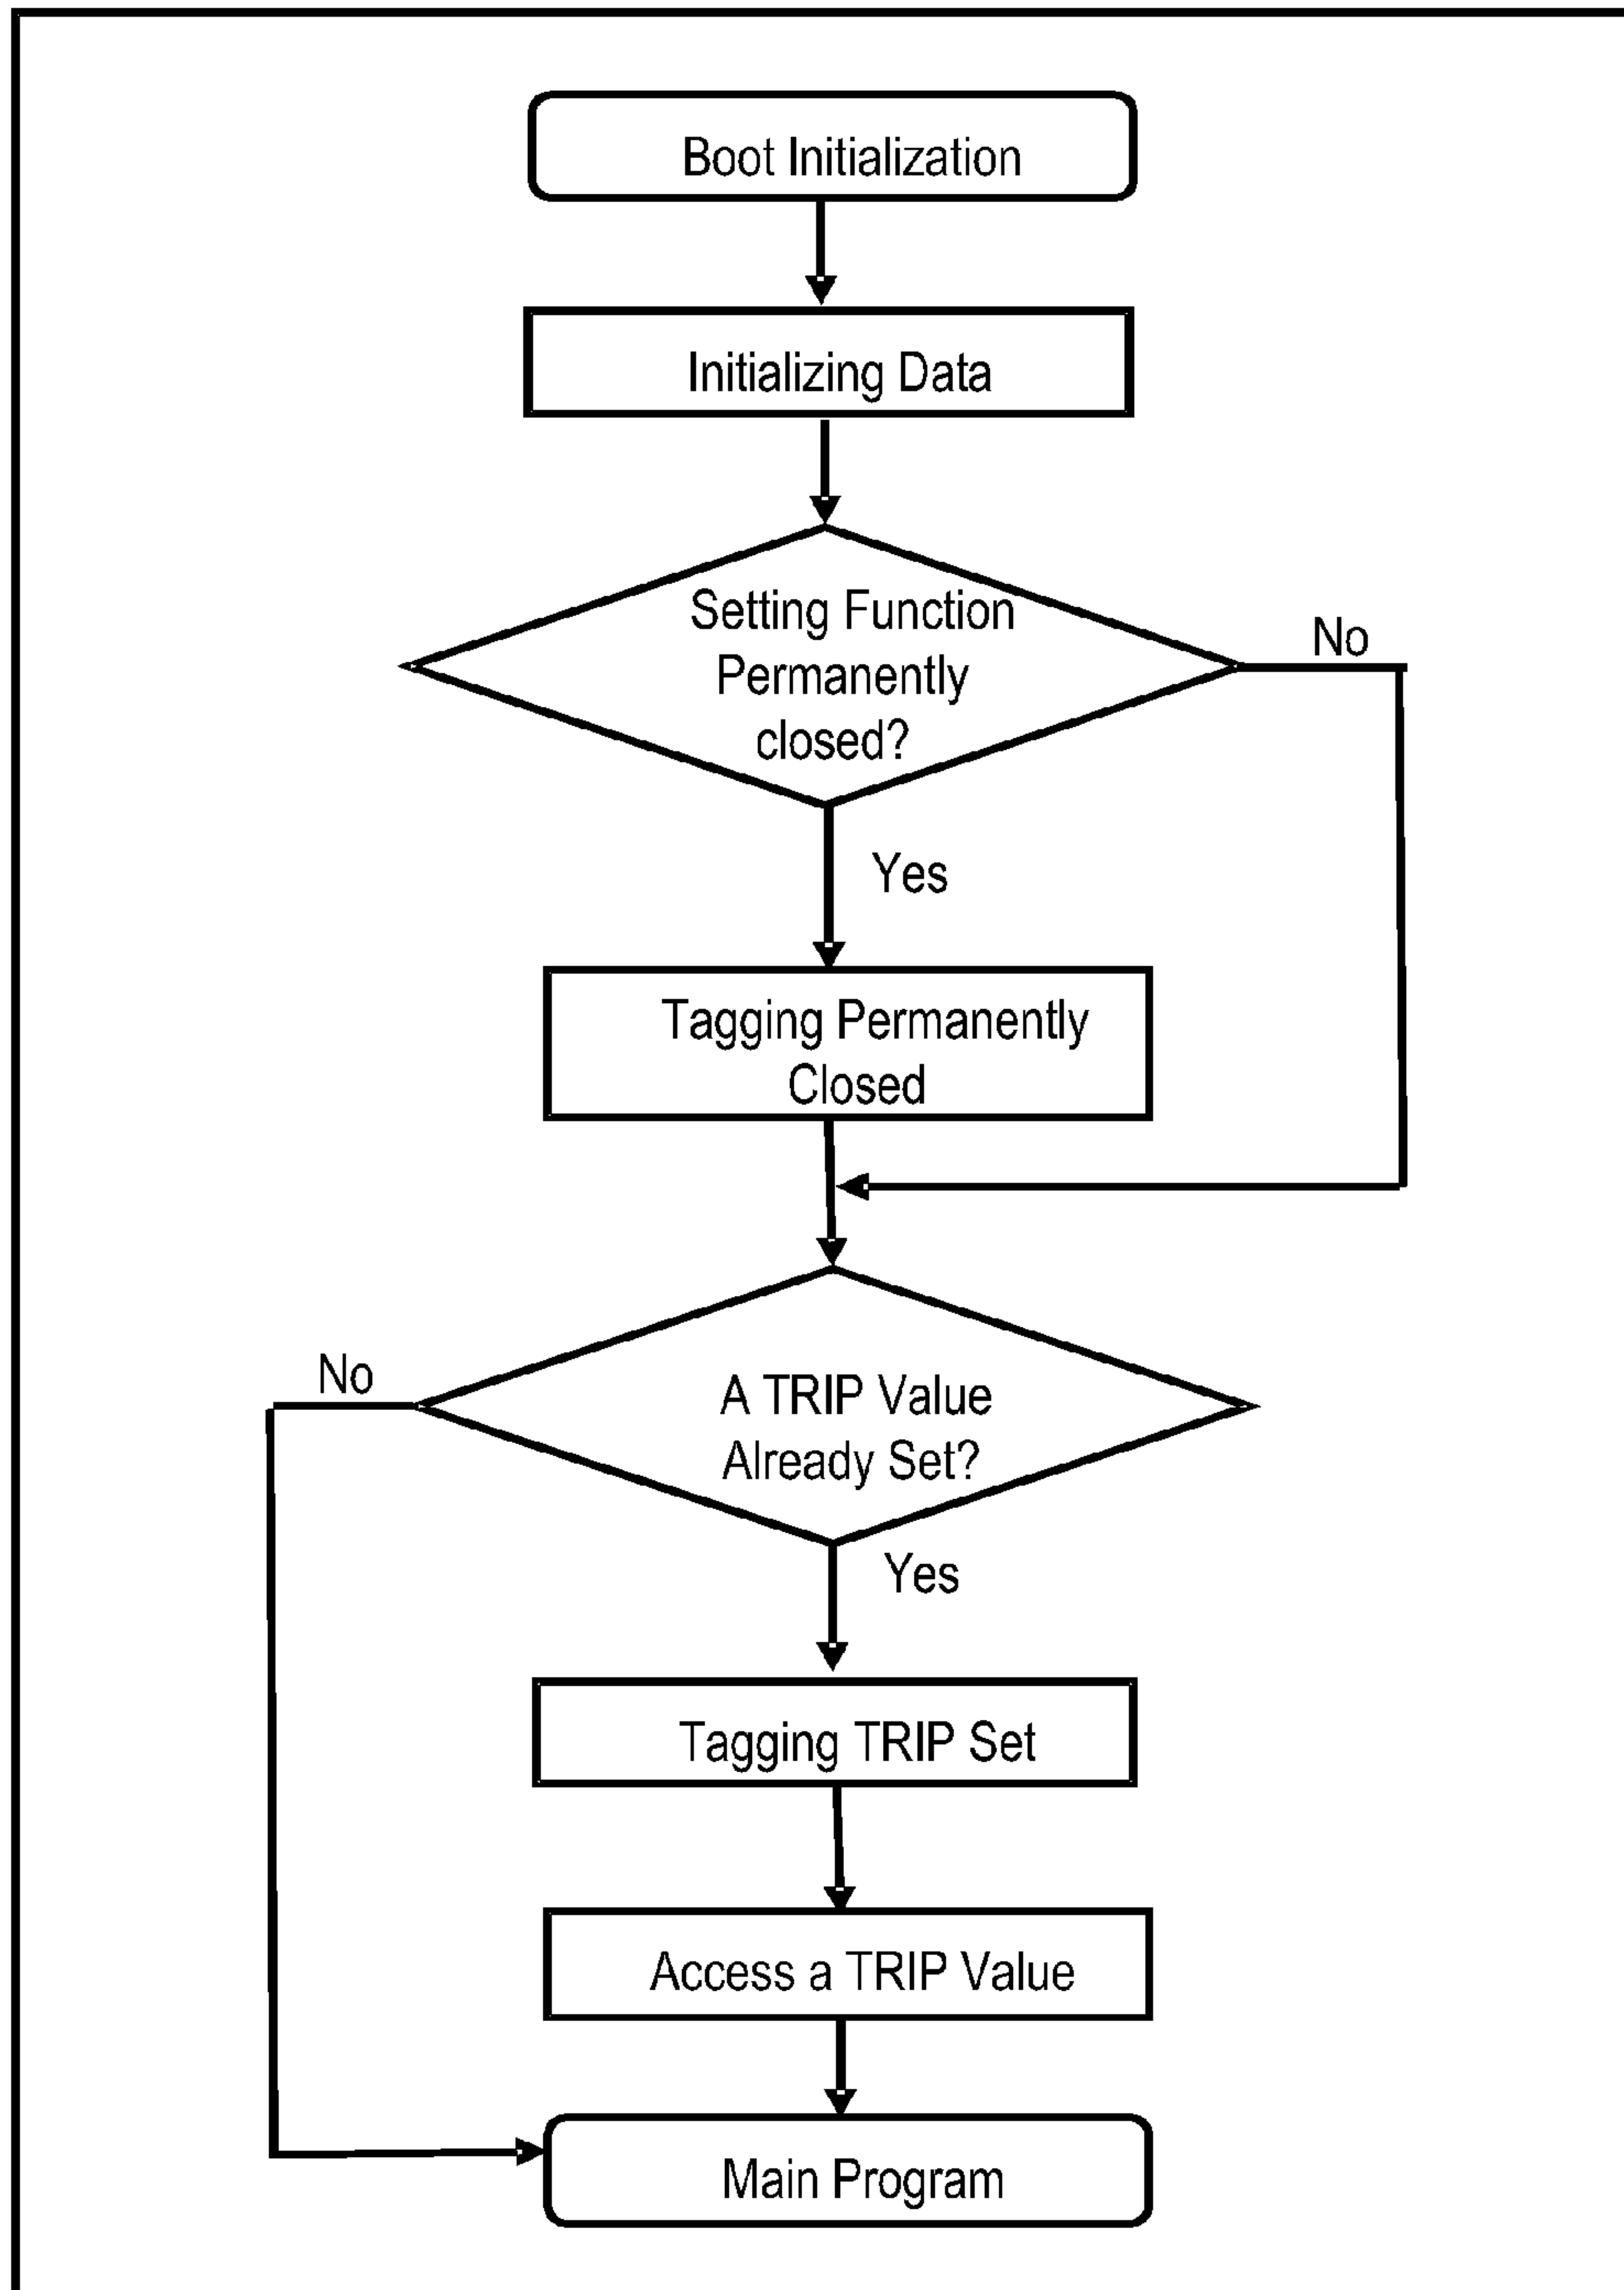 Boot Initialization
Initializing Data
Setting Function
Permanently
closed?
No
Yes
Tagging Permanently
Closed
No
A TRIP Value
Already Set?
Yes
Tagging TRIP Set
Access a TRIP Value
Main Program